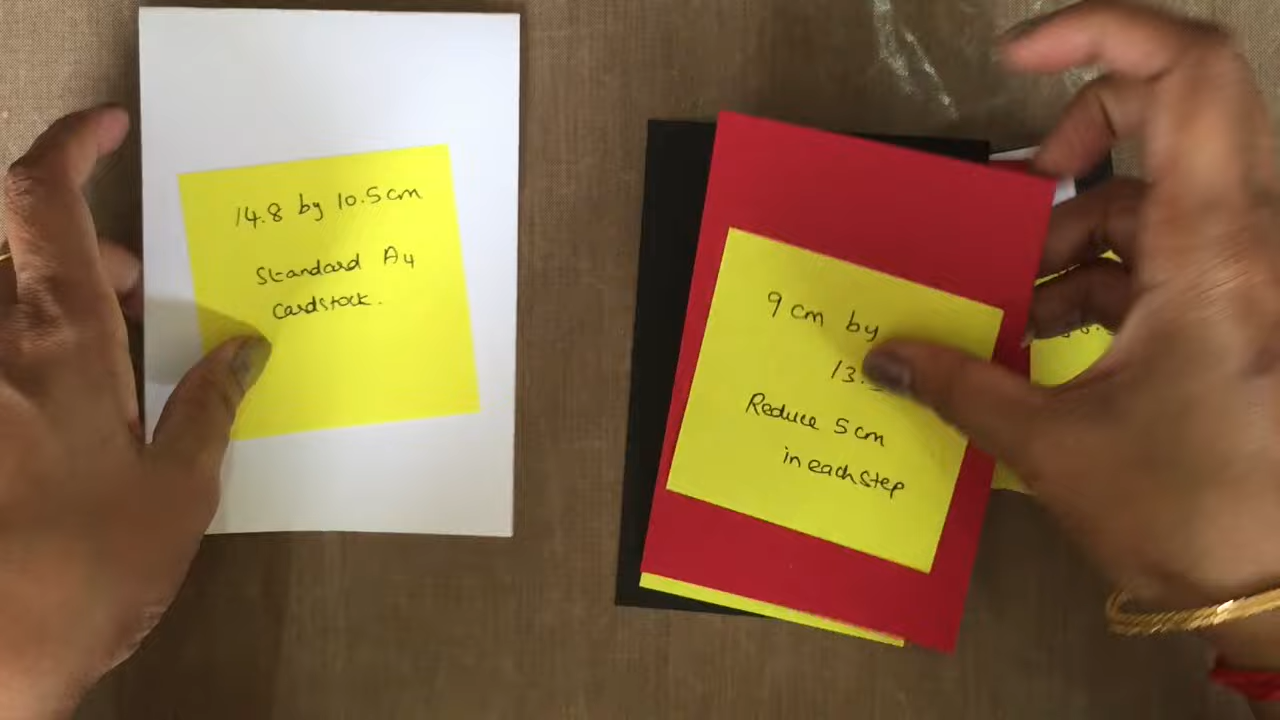 14.8 by 10.5cm
Standard A4
Cardstock.
9 cm by
13.
Reduce 5cm
in each step